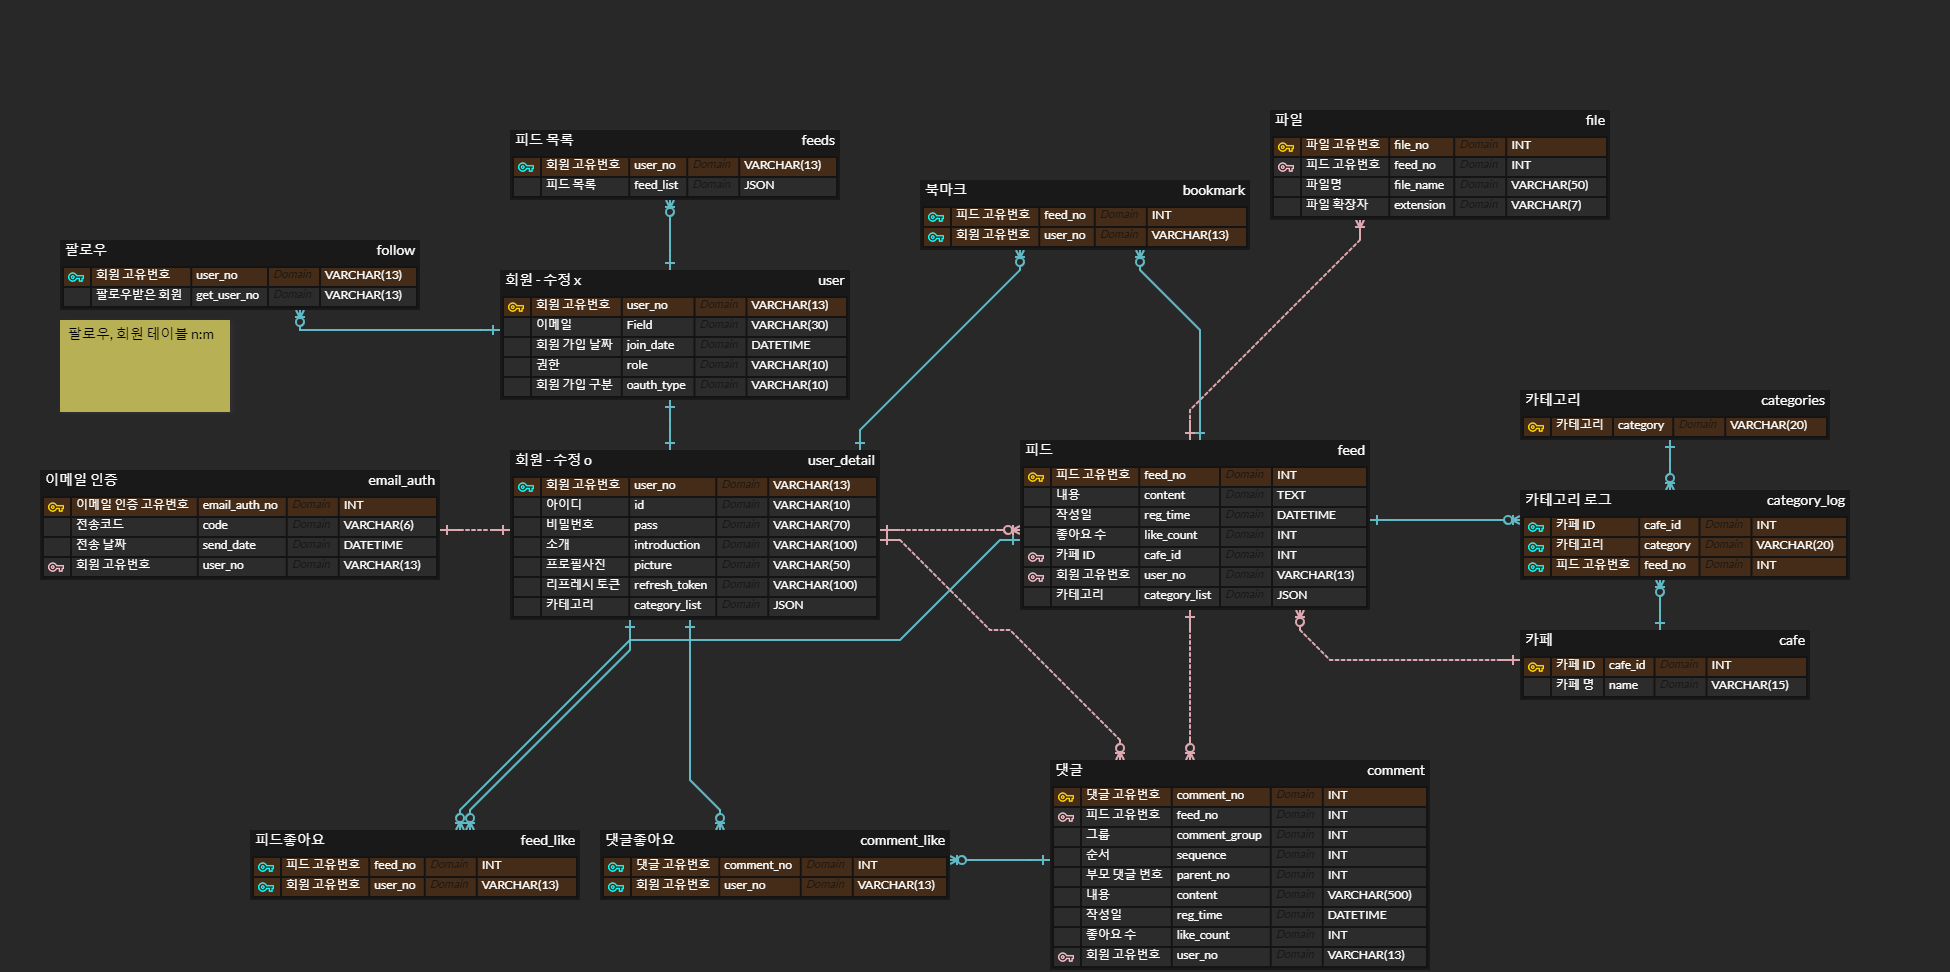 피드 목록 feeds
회원 고유번호 user_no Domain VARCHAR(13)
피드 목록 feed_list Domain JSON
파일 file
파일 고유번호 file_no Domain INT
피드 고유번호 feed_no Domain INT
파일명 file_name Domain VARCHAR(50)
파일 확장자 extension Domain VARCHAR(7)
북마크 bookmark
피드 고유번호 feed_no Domain INT
회원 고유번호 user_no Domain VARCHAR(13)
팔로우 follow
회원 고유번호 user_no Domain VARCHAR(13)
팔로우받은 회원 get_user_no Domain VARCHAR(13)
팔로우, 회원 테이블 n:m
회원 - 수정 x user
회원 고유번호 user_no Domain VARCHAR(13)
이메일 Field Domain VARCHAR(30)
회원 가입 날짜 join_date Domain DATETIME
권한 role Domain VARCHAR(10)
회원 가입 구분 oauth_type Domain VARCHAR(10)
카테고리 categories
카테고리 category Domain VARCHAR(20)
이메일 인증 email_auth
이메일 인증 고유번호 email_auth_no Domain INT
전송코드 code Domain VARCHAR(6)
전송 날짜 send_date Domain DATETIME
회원 고유번호 user_no Domain VARCHAR(13)
회원 - 수정 o user_detail
회원 고유번호 user_no Domain VARCHAR(13)
아이디 id Domain VARCHAR(10)
비밀번호 pass Domain VARCHAR(70)
소개 introduction Domain VARCHAR(100)
프로필사진 picture Domain VARCHAR(50)
리프레시 토큰 refresh_token Domain VARCHAR(100)
카테고리 category_list Domain JSON
피드 feed
피드 고유번호 feed_no Domain INT
내용 content Domain TEXT
작성일 reg_time Domain DATETIME
좋아요 수 like_count Domain INT
카페 ID cafe_id Domain INT
회원 고유번호 user_no Domain VARCHAR(13)
카테고리 category_list Domain JSON
카테고리 로그 category_log
카페 ID cafe_id Domain INT
카테고리 category Domain VARCHAR(20)
피드 고유번호 feed_no Domain INT
카페 cafe
카페 ID cafe_id Domain INT
카페 명 name Domain VARCHAR(15)
피드좋아요 feed_like
피드 고유번호 feed_no Domain INT
회원 고유번호 user_no Domain VARCHAR(13)
댓글좋아요 comment_like
댓글 고유번호 comment_no Domain INT
회원 고유번호 user_no Domain VARCHAR(13)
댓글 comment
댓글 고유번호 comment_no Domain INT
피드 고유번호 feed_no Domain INT
그룹 comment_group Domain INT
순서 sequence Domain INT
부모 댓글 번호 parent_no Domain INT
내용 content Domain VARCHAR(500)
작성일 reg_time Domain DATETIME
좋아요 수 like_count Domain INT
회원 고유번호 user_no Domain VARCHAR(13)